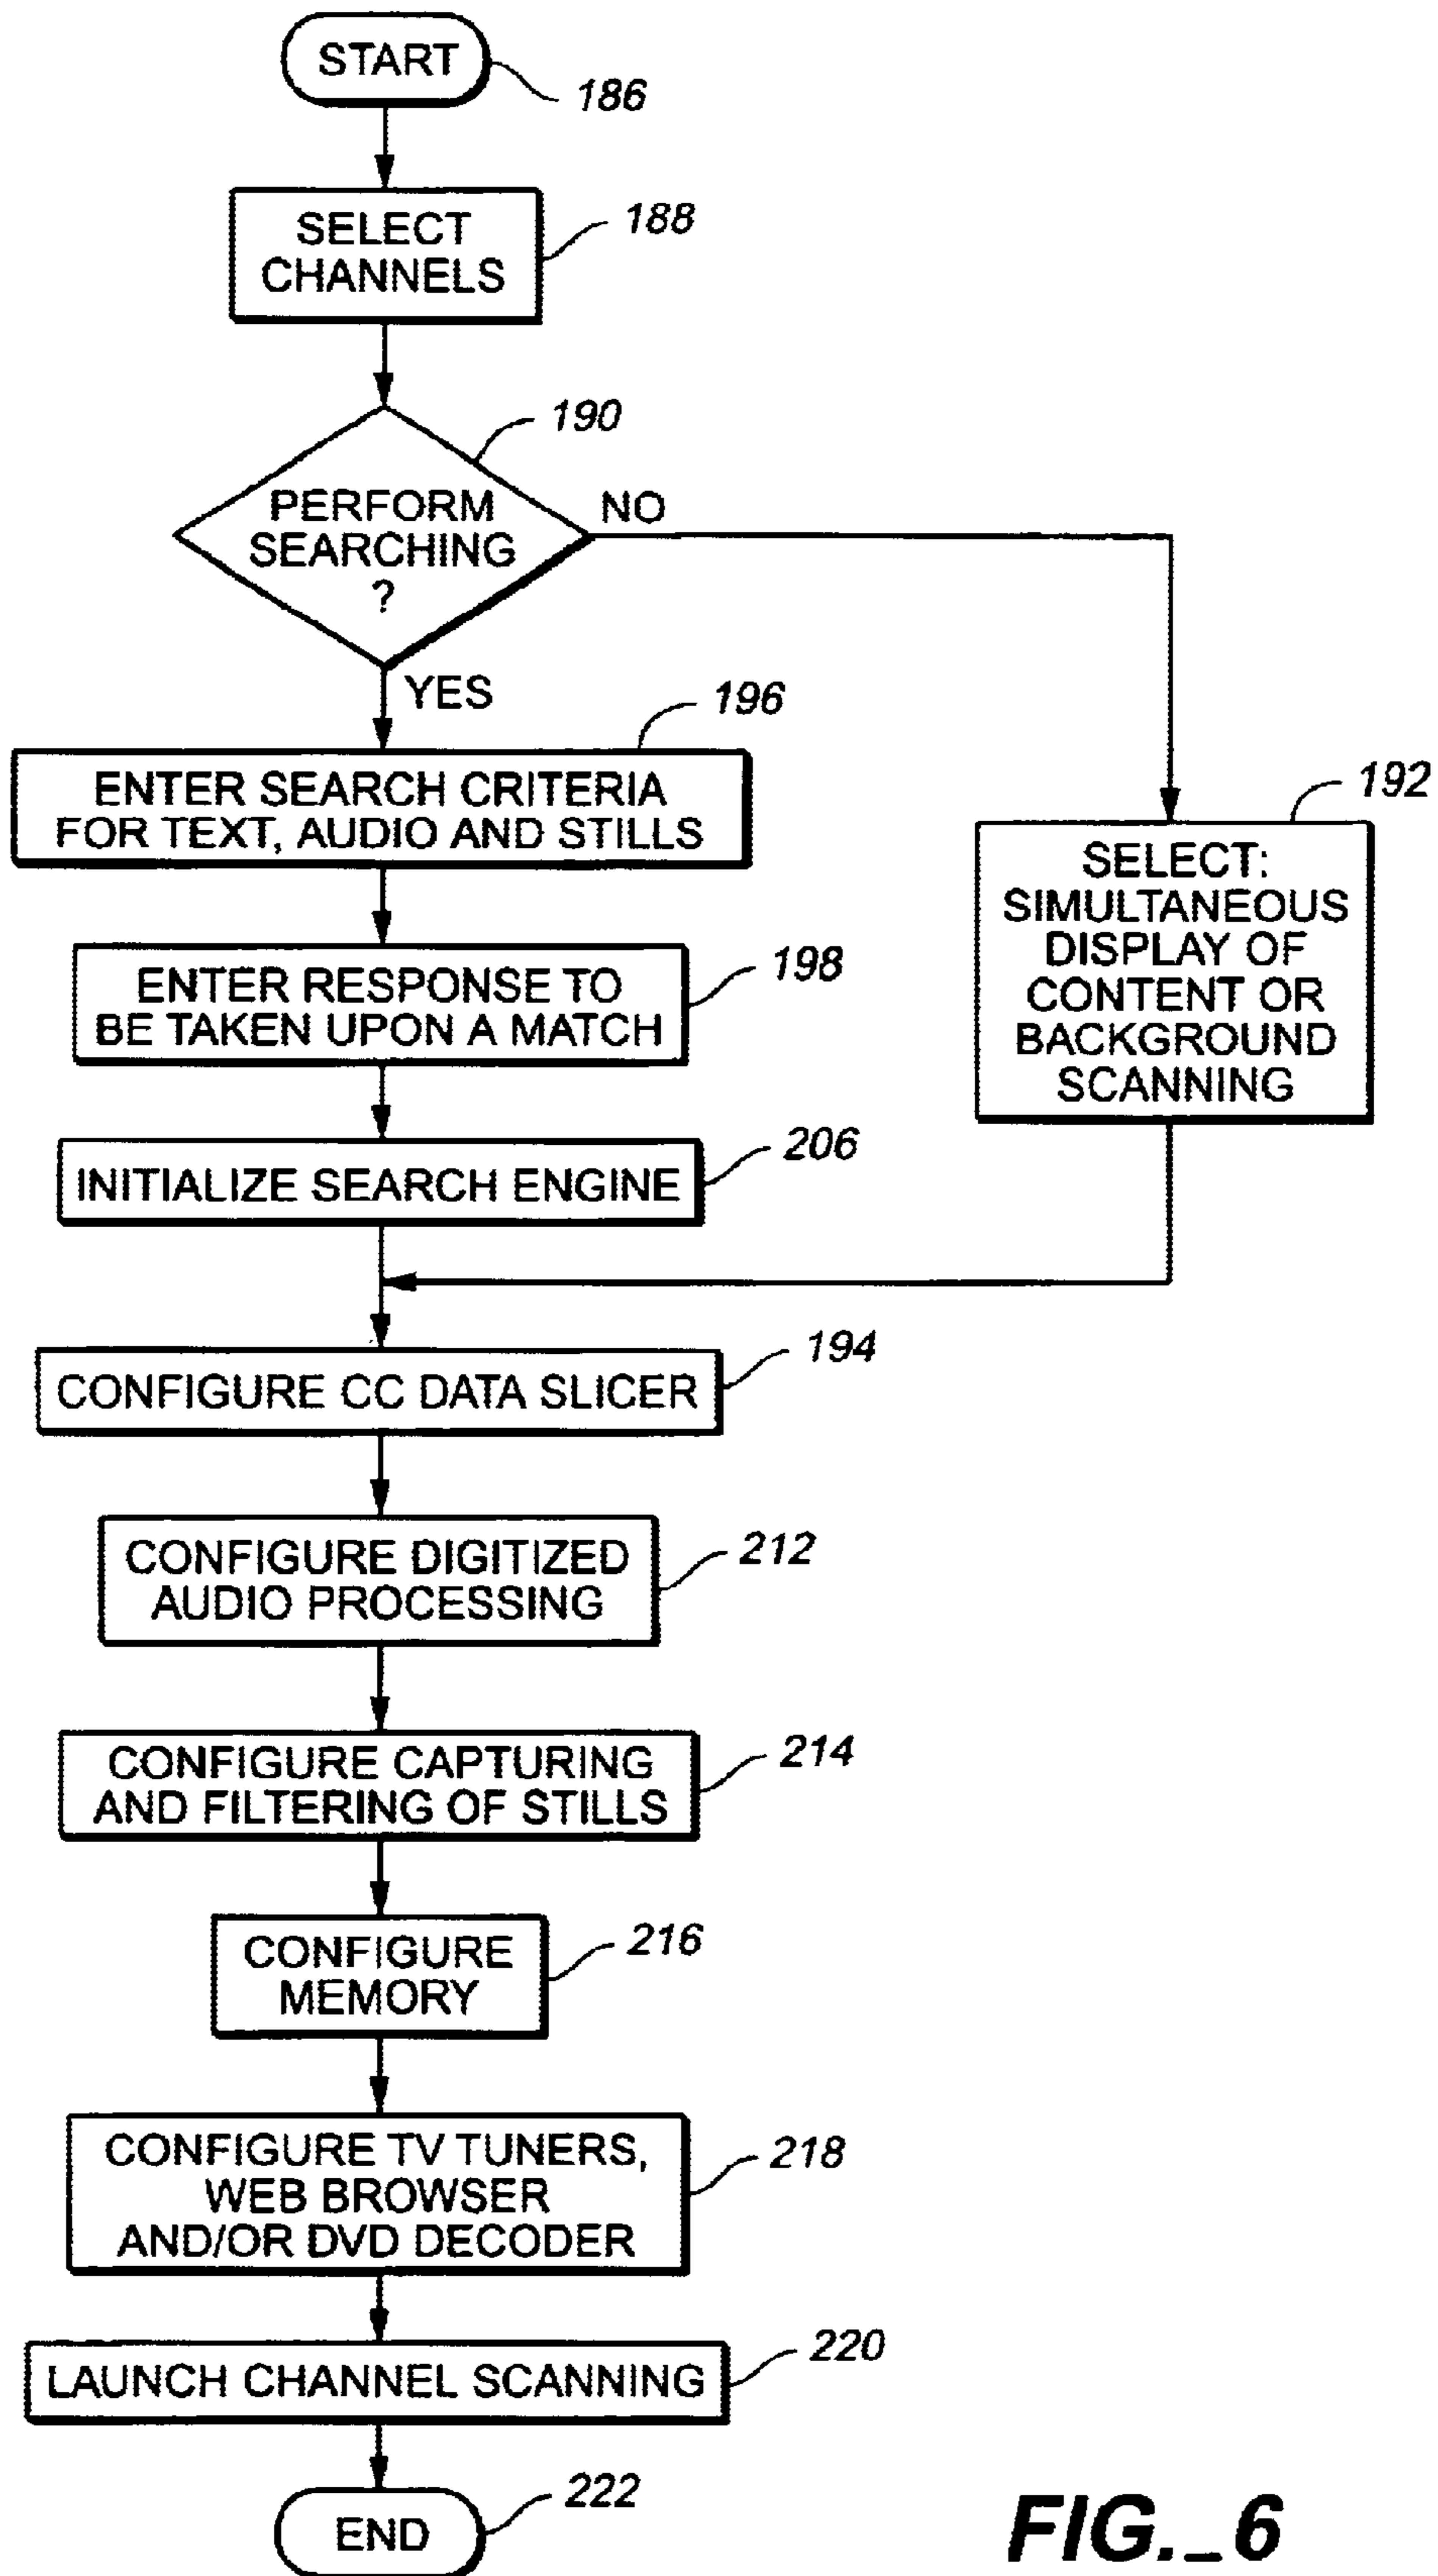 START
186
SELECT
CHANNELS
188
190
PERFORM
SEARCHING
?
NO
YES
196
ENTER SEARCH CRITERIA
FOR TEXT, AUDIO AND STILLS
192
SELECT:
SIMULTANEOUS
DISPLAY OF
CONTENT OR
BACKGROUND
SCANNING
ENTER RESPONSE TO
BE TAKEN UPON A MATCH
198
INITIALIZE SEARCH ENGINE
206
CONFIGURE CC DATA SLICER
194
CONFIGURE DIGITIZED
AUDIO PROCESSING
212
CONFIGURE CAPTURING
AND FILTERING OF STILLS
214
CONFIGURE
MEMORY
216
CONFIGURE TV TUNERS,
WEB BROWSER
AND/OR DVD DECODER
218
LAUNCH CHANNEL SCANNING
220
END
222
FIG._6